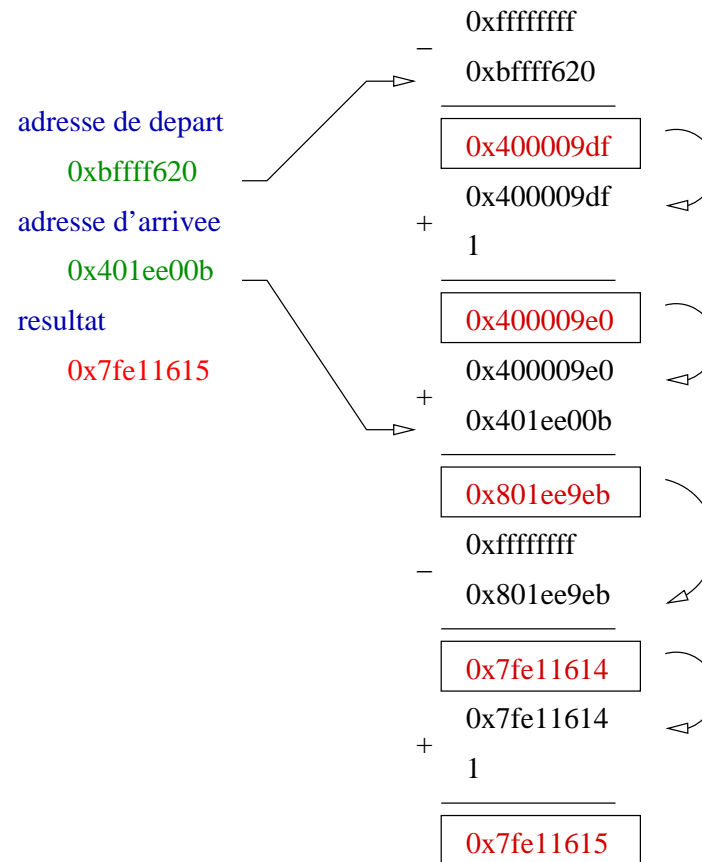 adresse de depart
0xbffff620
adresse d'arrivee
0x401ee00b
resultat
0x7fe11615
0xffffffff
−
0xbffff620
0x400009df
0x400009df
+
1
0x400009e0
0x400009e0
+
0x401ee00b
0x801ee9eb
0xffffffff
−
0x801ee9eb
0x7fe11614
0x7fe11614
+
1
0x7fe11615